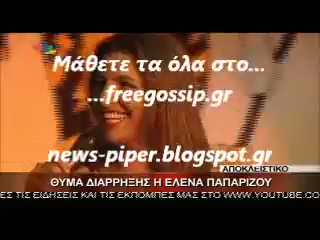 Μάθετε τα όλα στο...
...freegossip.gr
news-piper.blogspot.gr
ΑΠΟΚΛΕΙΣΤΙΚΟ
ΘΥΜΑ ΔΙΑΡΡΗΞΗΣ Η ΕΛΕΝΑ ΠΑΠΑΡΙΖΟΥ
ΕΣ ΤΙΣ ΕΙΔΗΣΕΙΣ ΚΑΙ ΤΙΣ ΕΚΠΟΜΠΕΣ ΜΑΣ ΣΤΟ WWW.YOUTUBE.CO